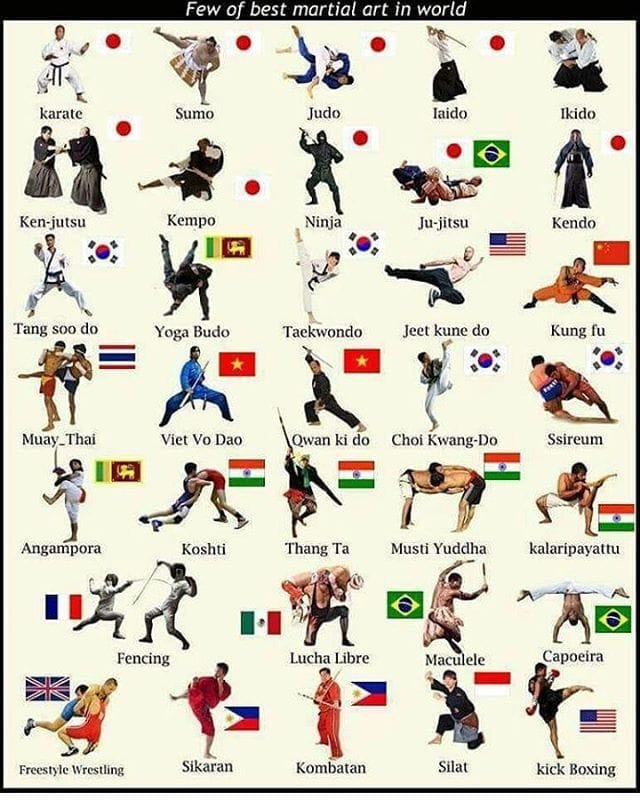 Few of best martial art in world
karate
Sumo
Judo
Iaido
Ikido
Ken-jutsu
Kempo
Ninja
Ju-jitsu
Kendo
Tang soo do
Yoga Budo
Taekwondo
Jeet kune do
Kung fu
Muay_Thai
Viet Vo Dao
Qwan ki do
Choi Kwang-Do
Ssireum
Angampora
Koshti
Thang Ta
Musti Yuddha
kalaripayattu
Fencing
Lucha Libre
Maculele
Capoeira
Freestyle Wrestling
Sikaran
Kombatan
Silat
kick Boxing